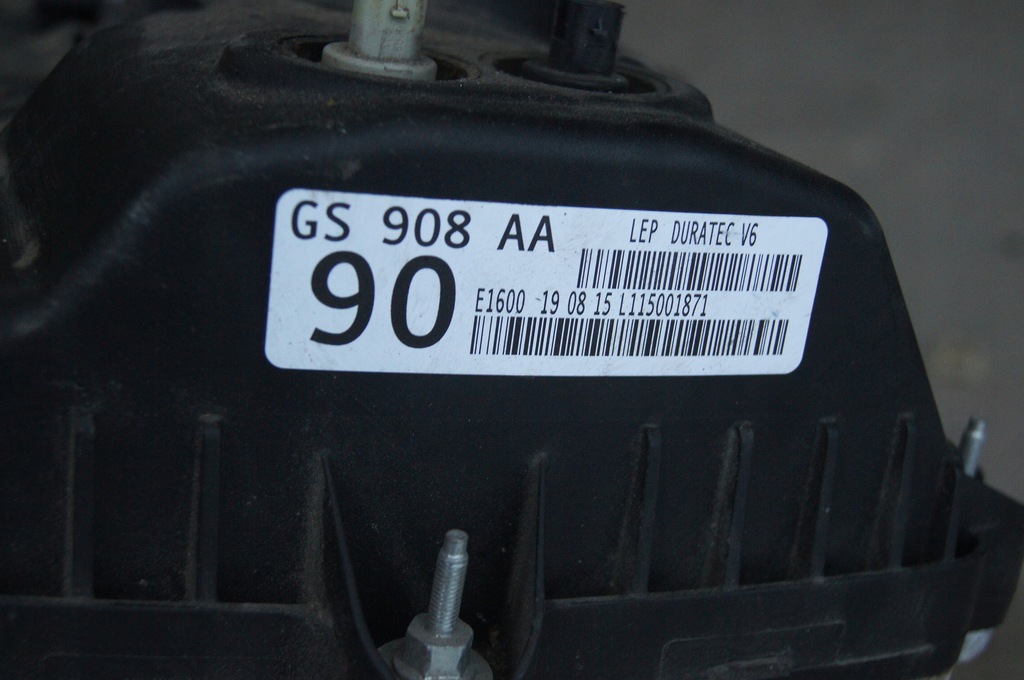 GS 908 AA
90
LEP DURATEC V6
E1600 19 08 15 L115001871